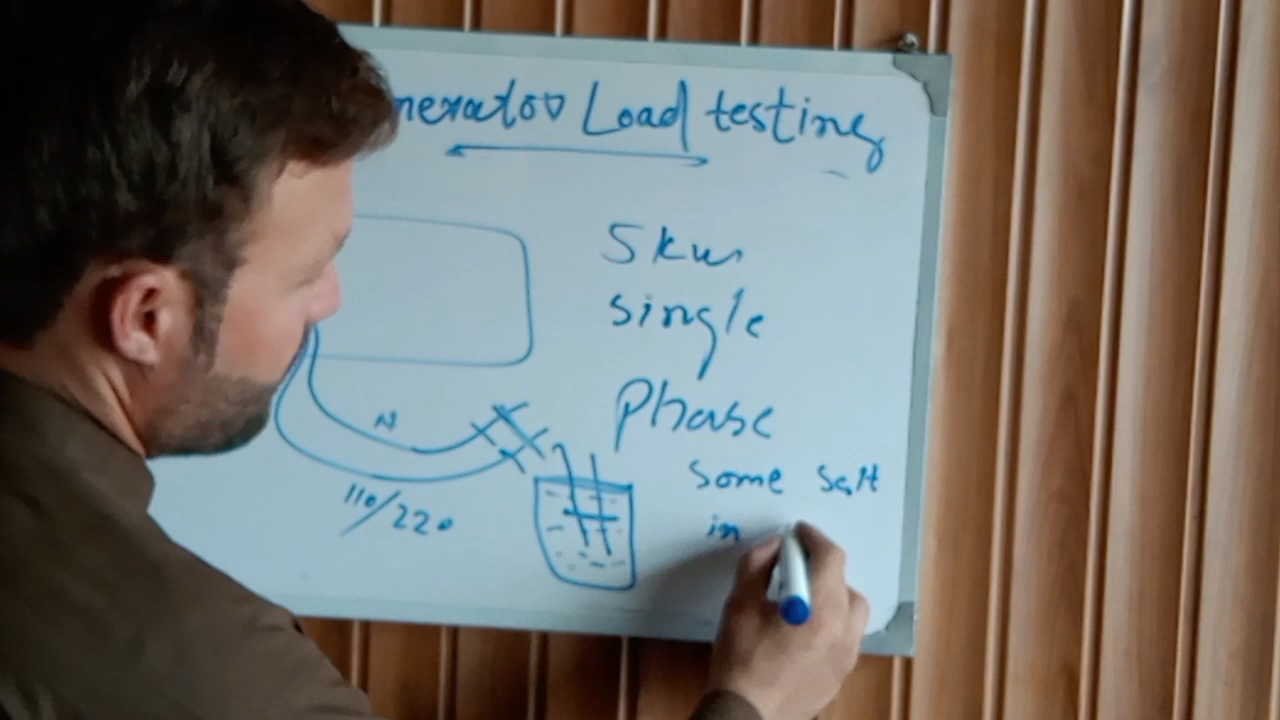 nerator Load testing
5kw
single
Phase
N
110/220
some salt
in